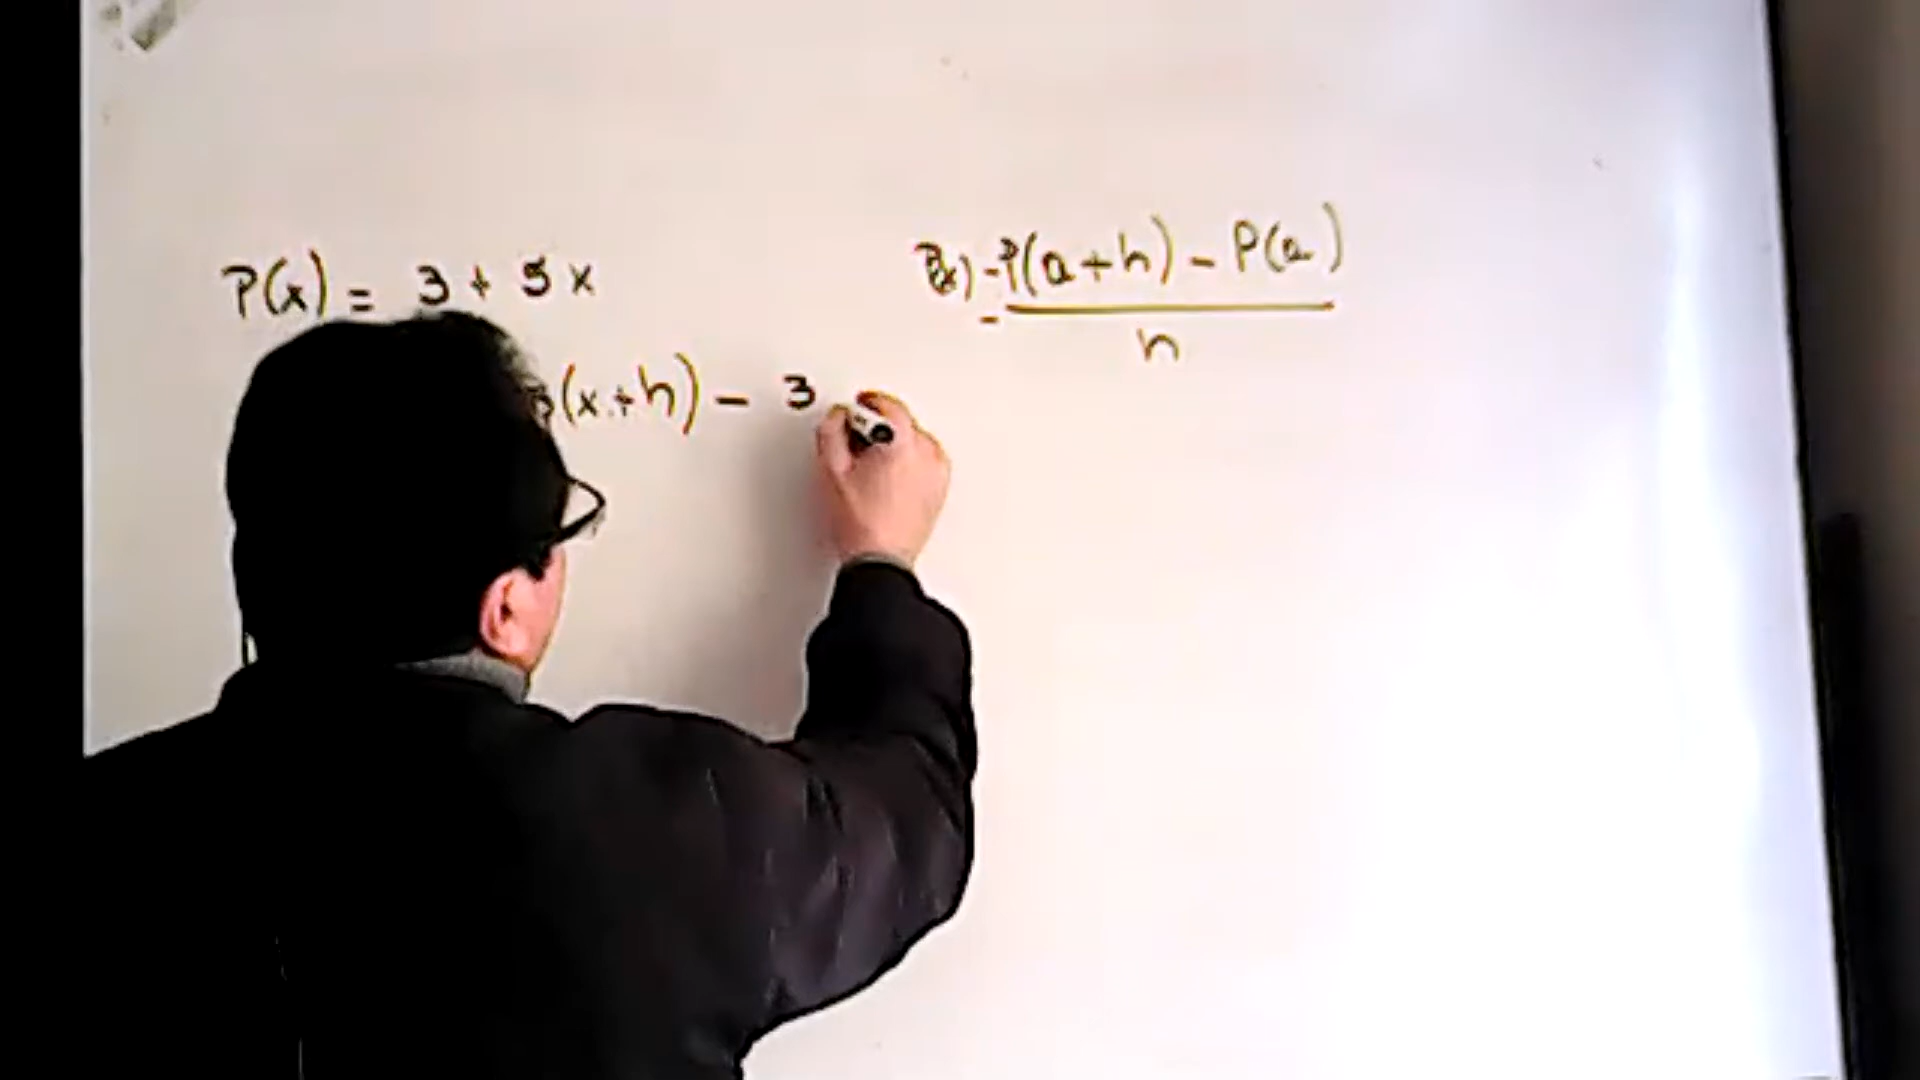 P(x) = 3 + 5x
(x+h) - 3
P(a+h) - P(a)
h